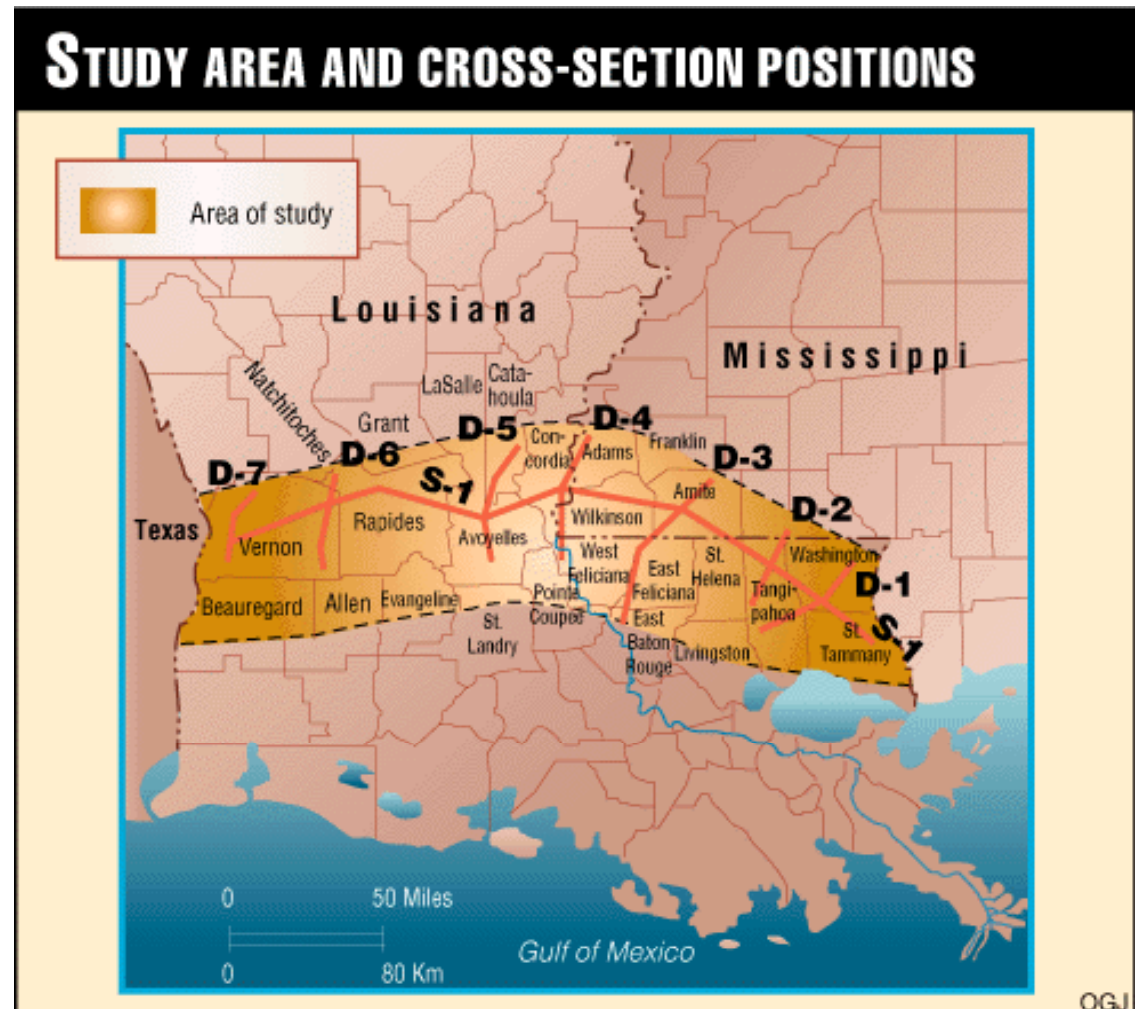 STUDY AREA AND CROSS-SECTION POSITIONS
Area of study
Louisiana
Mississippi
Natchitoches
LaSalle
Cata-
houla
Grant
D-5
Con-
cordia
D-4
Adams
Franklin
D-7
D-6
S-1
D-3
Amite
Texas
Vernon
Rapides
Avoyelles
Wilkinson
D-2
Washington
West
Feliciana
East
Feliciana
St.
Helena
Tangi-
pahoa
D-1
S-1
Beauregard
Allen
Evangeline
Pointe
Coupee
St.
Landry
East
Baton
Rouge
Livingston
St.
Tammany
0 50 Miles
0 80 Km
Gulf of Mexico
OGJ